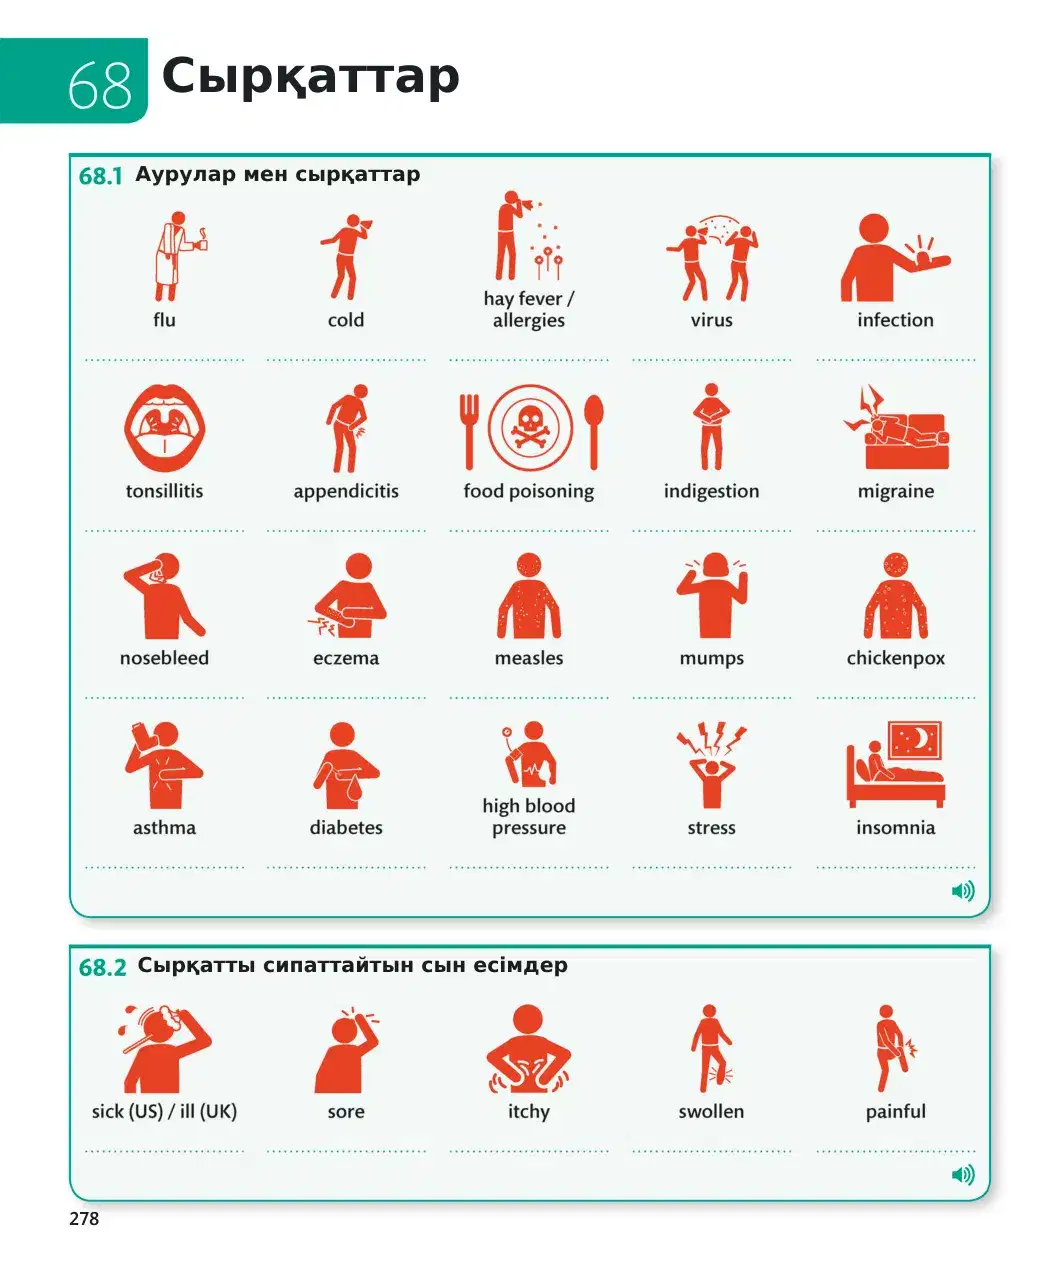 68 Сырқаттар
68.1 Аурулар мен сырқаттар
flu
cold
hay fever /
allergies
virus
infection
tonsillitis
appendicitis
food poisoning
indigestion
migraine
nosebleed
eczema
measles
mumps
chickenpox
asthma
diabetes
high blood
pressure
stress
insomnia
68.2 Сырқатты сипаттайтын сын есімдер
sick (US) / ill (UK)
sore
itchy
swollen
painful
278